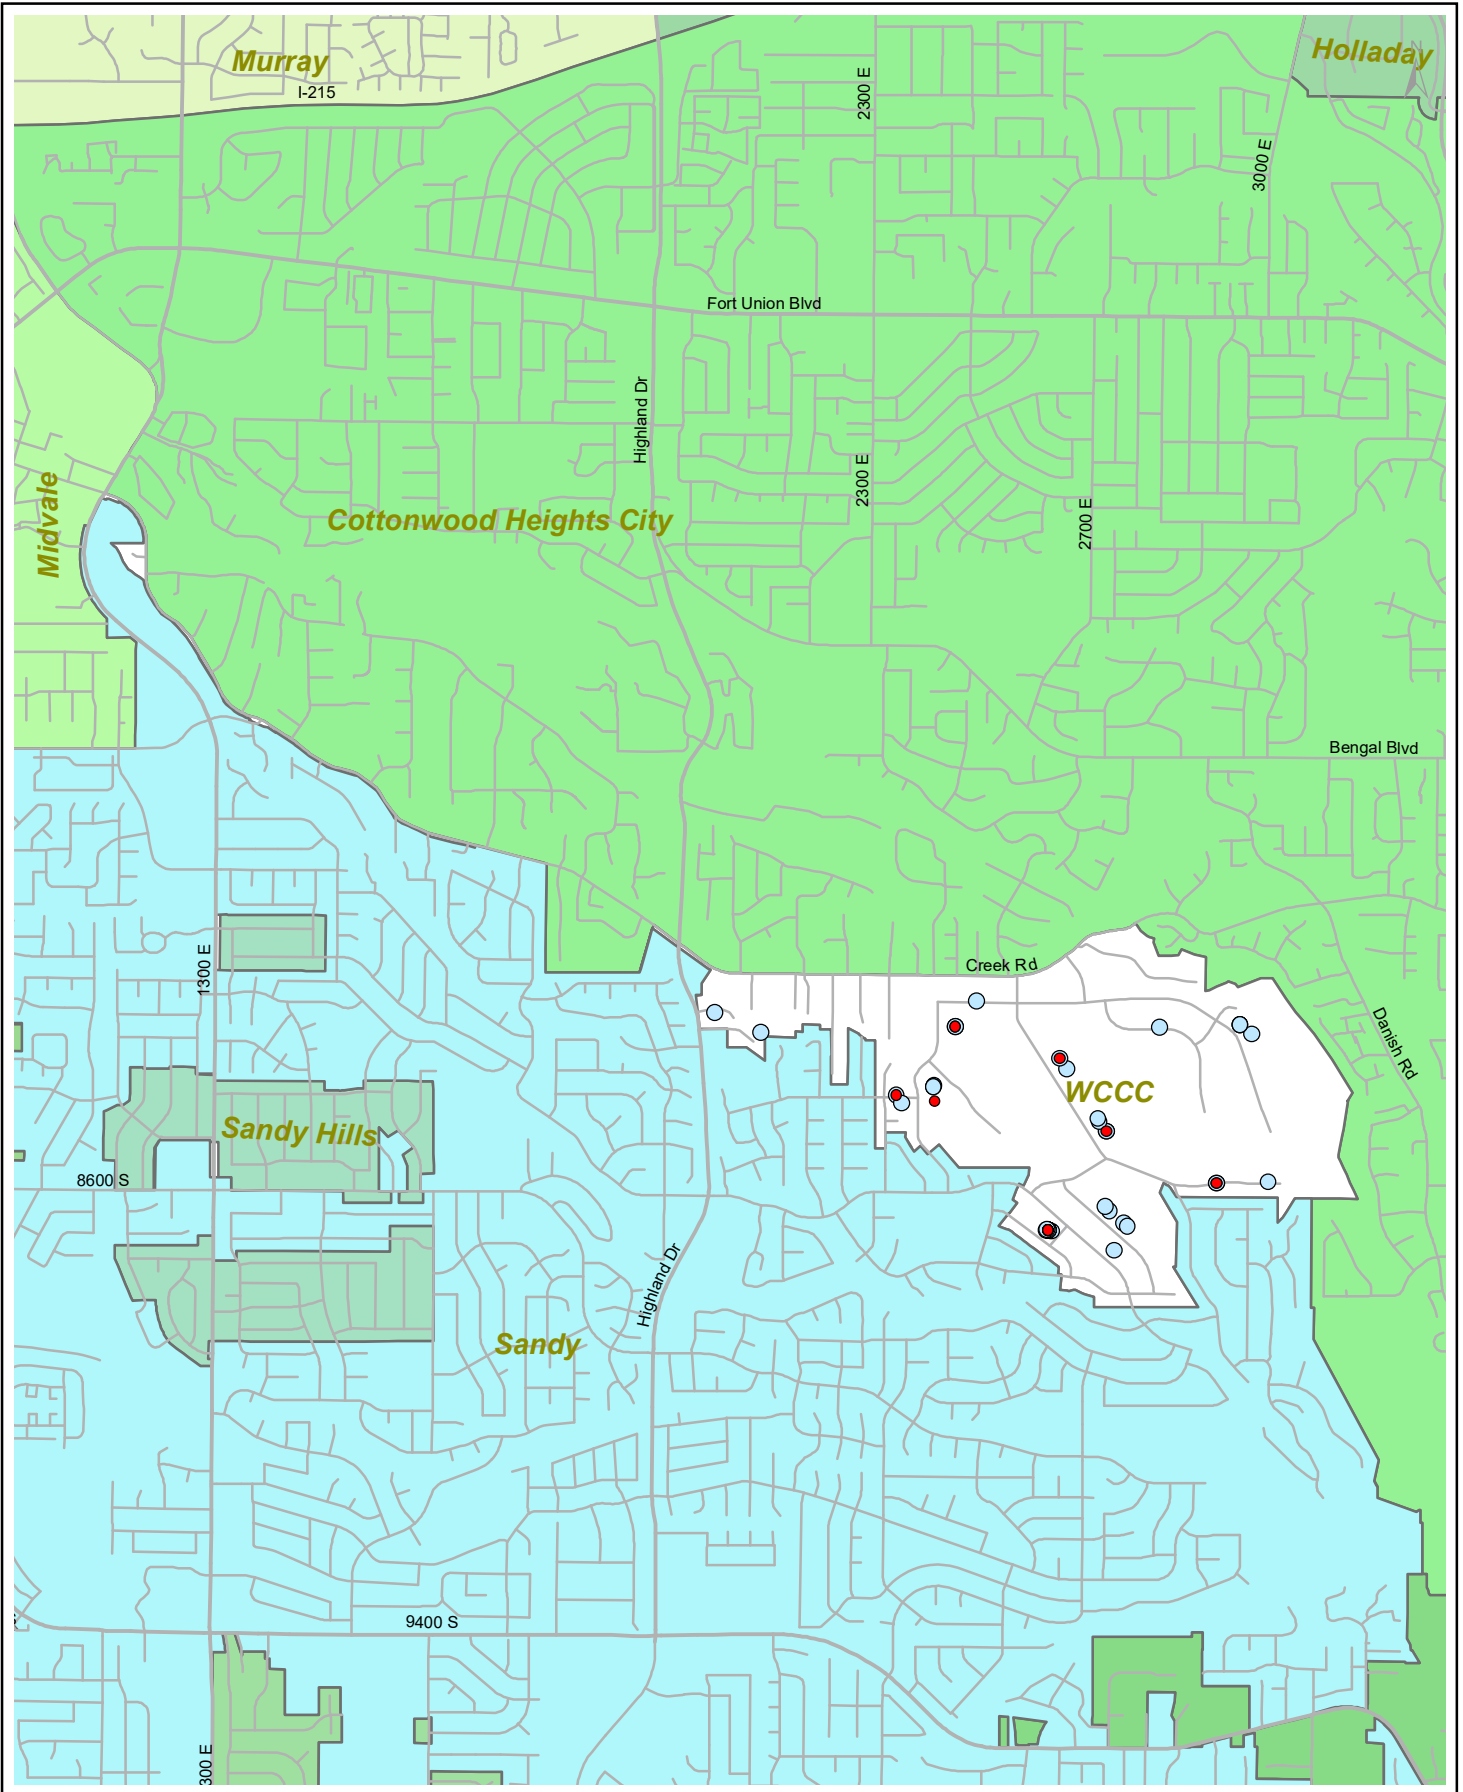 Murray
Holladay
I-215
2300 E
3000 E
Fort Union Blvd
Highland Dr
2300 E
Midvale
Cottonwood Heights City
2700 E
Bengal Blvd
1300 E
Creek Rd
Danish Rd
WCCC
Sandy Hills
8600 S
Highland Dr
Sandy
9400 S
300 E